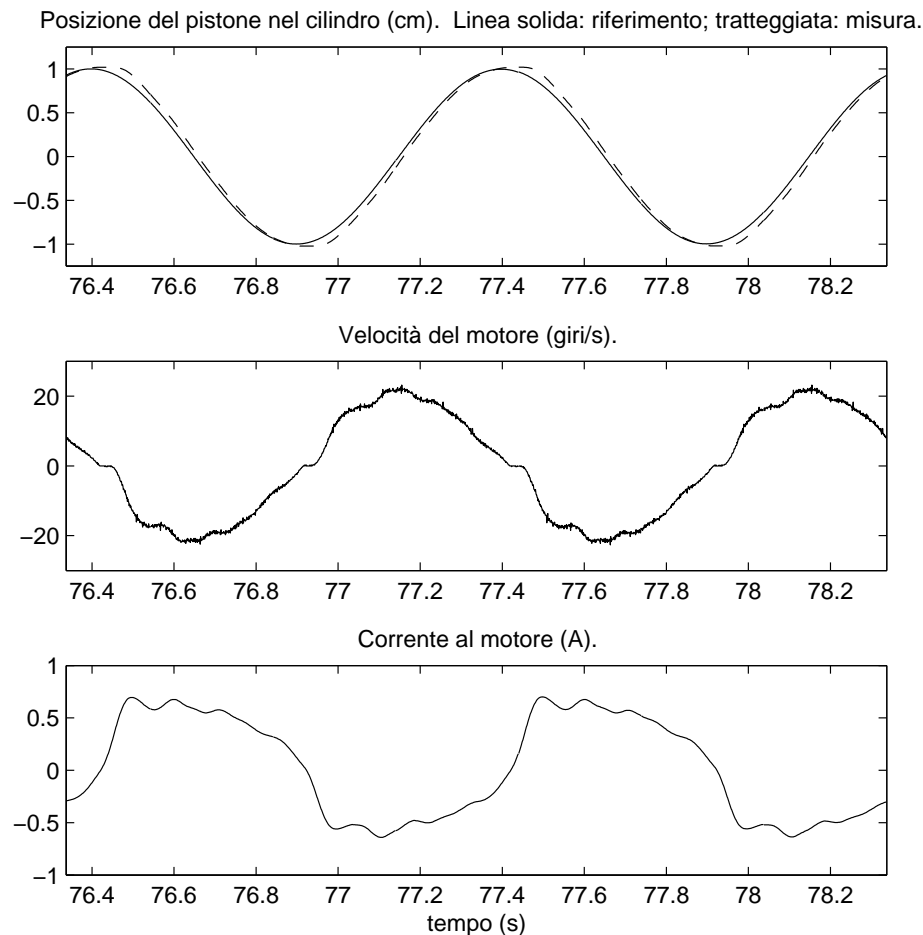 Posizione del pistone nel cilindro (cm).  Linea solida: riferimento; tratteggiata: misura.
1
0.5
0
−0.5
−1
76.4 76.6 76.8 77 77.2 77.4 77.6 77.8 78 78.2
Velocità del motore (giri/s).
20
0
−20
76.4 76.6 76.8 77 77.2 77.4 77.6 77.8 78 78.2
Corrente al motore (A).
1
0.5
0
−0.5
−1
76.4 76.6 76.8 77 77.2 77.4 77.6 77.8 78 78.2
tempo (s)